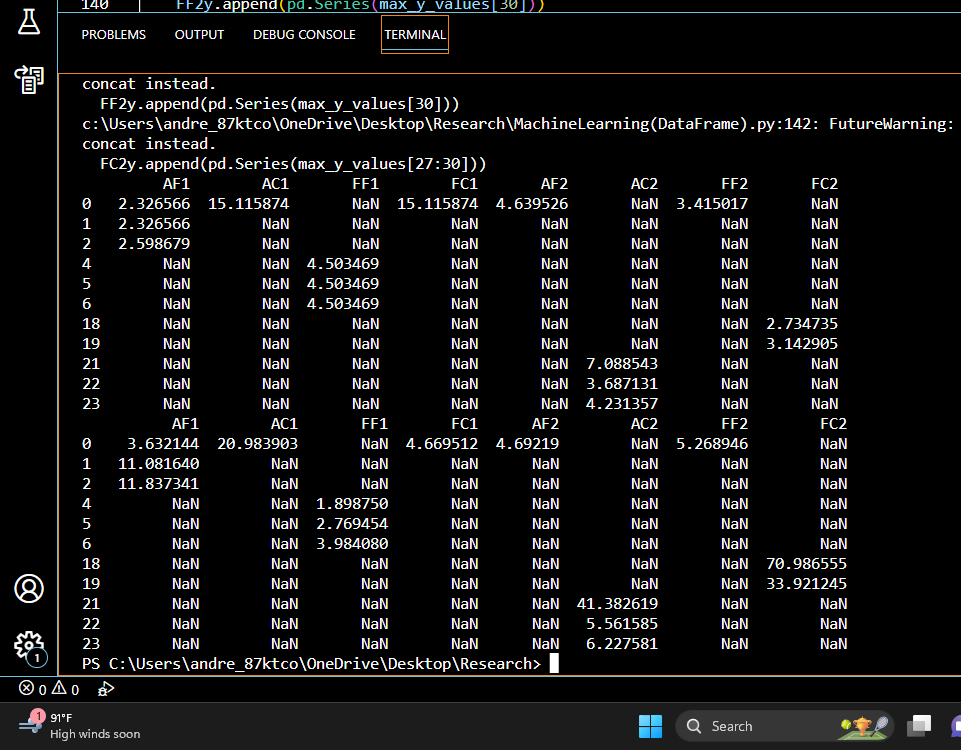 140 FF2y.append(pd.Series(max_y_values[30]))
PROBLEMS OUTPUT DEBUG CONSOLE TERMINAL
concat instead.
FF2y.append(pd.Series(max_y_values[30]))
c:\Users\andre_87ktco\OneDrive\Desktop\Research\MachineLearning(DataFrame).py:142: FutureWarning:
concat instead.
FC2y.append(pd.Series(max_y_values[27:30]))
AF1 AC1 FF1 FC1 AF2 AC2 FF2 FC2
0 2.326566 15.115874 NaN 15.115874 4.639526 NaN 3.415017 NaN
1 2.326566 NaN NaN NaN NaN NaN NaN NaN
2 2.598679 NaN NaN NaN NaN NaN NaN NaN
4 NaN NaN 4.503469 NaN NaN NaN NaN NaN
5 NaN NaN 4.503469 NaN NaN NaN NaN NaN
6 NaN NaN 4.503469 NaN NaN NaN NaN NaN
18 NaN NaN NaN NaN NaN NaN NaN 2.734735
19 NaN NaN NaN NaN NaN NaN NaN 3.142905
21 NaN NaN NaN NaN NaN 7.088543 NaN NaN
22 NaN NaN NaN NaN NaN 3.687131 NaN NaN
23 NaN NaN NaN NaN NaN 4.231357 NaN NaN
AF1 AC1 FF1 FC1 AF2 AC2 FF2 FC2
0 3.632144 20.983903 NaN 4.669512 4.69219 NaN 5.268946 NaN
1 11.081640 NaN NaN NaN NaN NaN NaN NaN
2 11.837341 NaN NaN NaN NaN NaN NaN NaN
4 NaN NaN 1.898750 NaN NaN NaN NaN NaN
5 NaN NaN 2.769454 NaN NaN NaN NaN NaN
6 NaN NaN 3.984080 NaN NaN NaN NaN NaN
18 NaN NaN NaN NaN NaN NaN NaN 70.986555
19 NaN NaN NaN NaN NaN NaN NaN 33.921245
21 NaN NaN NaN NaN NaN 41.382619 NaN NaN
22 NaN NaN NaN NaN NaN 5.561585 NaN NaN
23 NaN NaN NaN NaN NaN 6.227581 NaN NaN
PS C:\Users\andre_87ktco\OneDrive\Desktop\Research>
1
0 0
1 91°F
High winds soon
Search